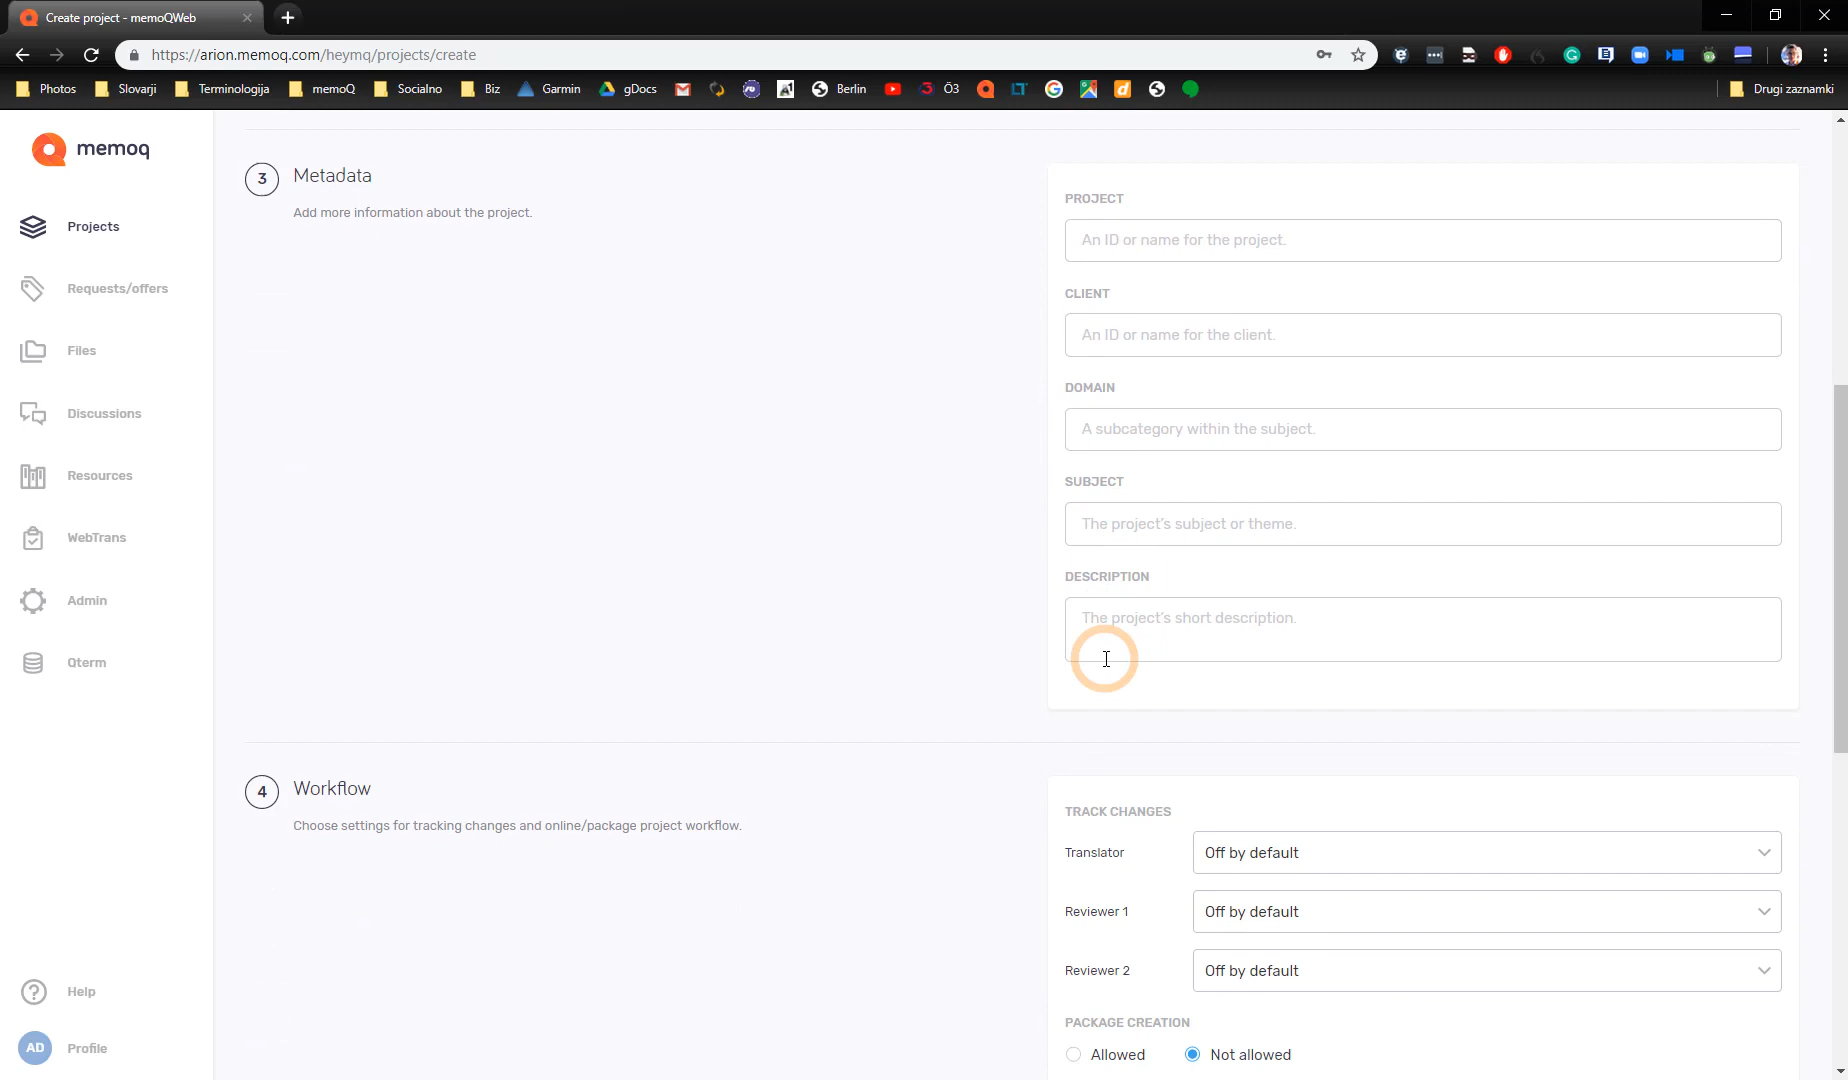 Create project - memoQWeb
https://arion.memoq.com/heymq/projects/create
Photos
Slovarji
Terminologija
memoQ
Socialno
Biz
Garmin
gDocs
Berlin
Ö3
Drugi zaznamki
memoq
Projects
Requests/offers
Files
Discussions
Resources
WebTrans
Admin
Qterm
Help
AD
Profile
3
Metadata
Add more information about the project.
PROJECT
An ID or name for the project.
CLIENT
An ID or name for the client.
DOMAIN
A subcategory within the subject.
SUBJECT
The project's subject or theme.
DESCRIPTION
The project's short description.
4
Workflow
Choose settings for tracking changes and online/package project workflow.
TRACK CHANGES
Translator
Off by default
Reviewer 1
Off by default
Reviewer 2
Off by default
PACKAGE CREATION
Allowed
Not allowed